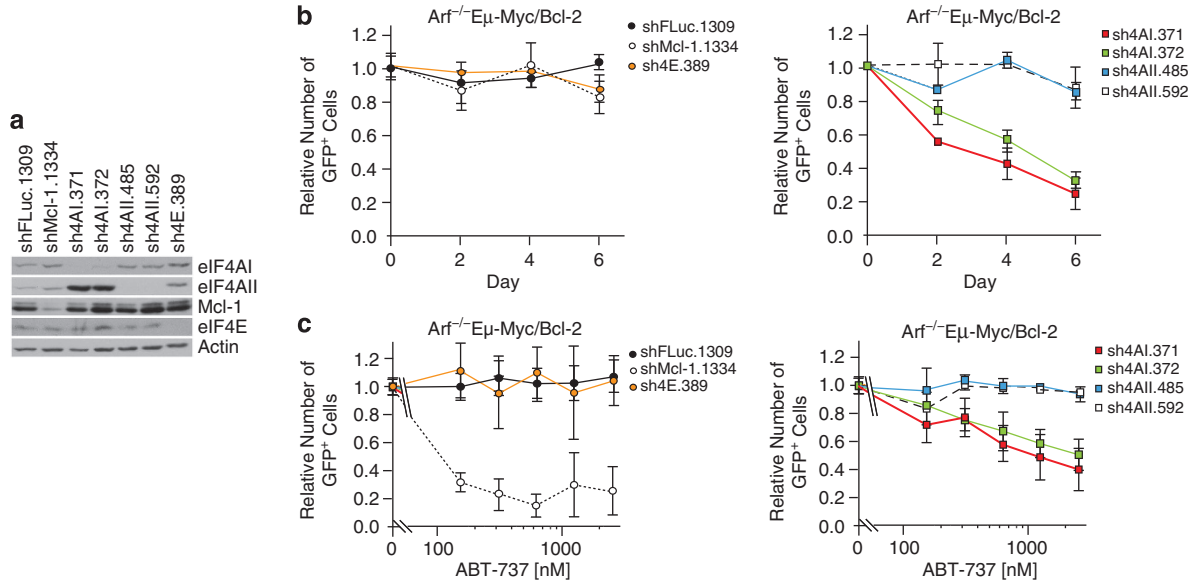 a
shFLuc.1309
shMcl-1.1334
sh4AI.371
sh4AI.372
sh4AII.485
sh4AII.592
sh4E.389
eIF4AI
eIF4AII
Mcl-1
eIF4E
Actin
b
Arf–/–Eμ-Myc/Bcl-2
Relative Number of
GFP+ Cells
1.2
1.0
0.8
0.6
0.4
0.2
0.0
0 2 4 6
Day
shFLuc.1309
shMcl-1.1334
sh4E.389
Arf–/–Eμ-Myc/Bcl-2
Relative Number of
GFP+ Cells
1.2
1.0
0.8
0.6
0.4
0.2
0.0
0 2 4 6
Day
sh4AI.371
sh4AI.372
sh4AII.485
sh4AII.592
c
Arf–/–Eμ-Myc/Bcl-2
Relative Number of
GFP+ Cells
1.2
1.0
0.8
0.6
0.4
0.2
0.0
0 100 1000
ABT-737 [nM]
shFLuc.1309
shMcl-1.1334
sh4E.389
Arf–/–Eμ-Myc/Bcl-2
Relative Number of
GFP+ Cells
1.2
1.0
0.8
0.6
0.4
0.2
0.0
0 100 1000
ABT-737 [nM]
sh4AI.371
sh4AI.372
sh4AII.485
sh4AII.592